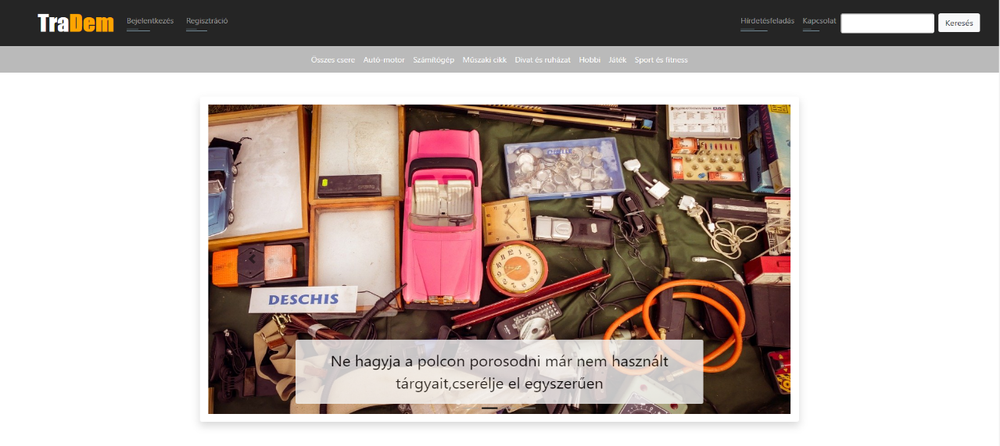 TraDem Bejelentkezés Regisztráció Hírdetésfeladás Kapcsolat Keresés
Összes csere Autó-motor Számítógép Műszaki cikk Divat és ruházat Hobbi Játék Sport és fitness
DESCHIS
Ne hagyja a polcon porosodni már nem használt
tárgyait,cserélje el egyszerűen